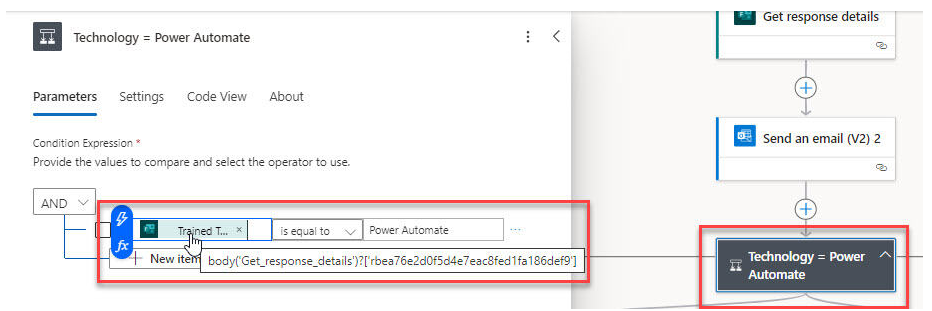 Technology = Power Automate
Parameters Settings Code View About
Condition Expression *
Provide the values to compare and select the operator to use.
AND
Trained T... × is equal to Power Automate ...
fx
New item
body('Get_response_details')?['rbea76e2d0f5d4e7eac8fed1fa186def9']
Get response details
Send an email (V2) 2
Technology = Power
Automate